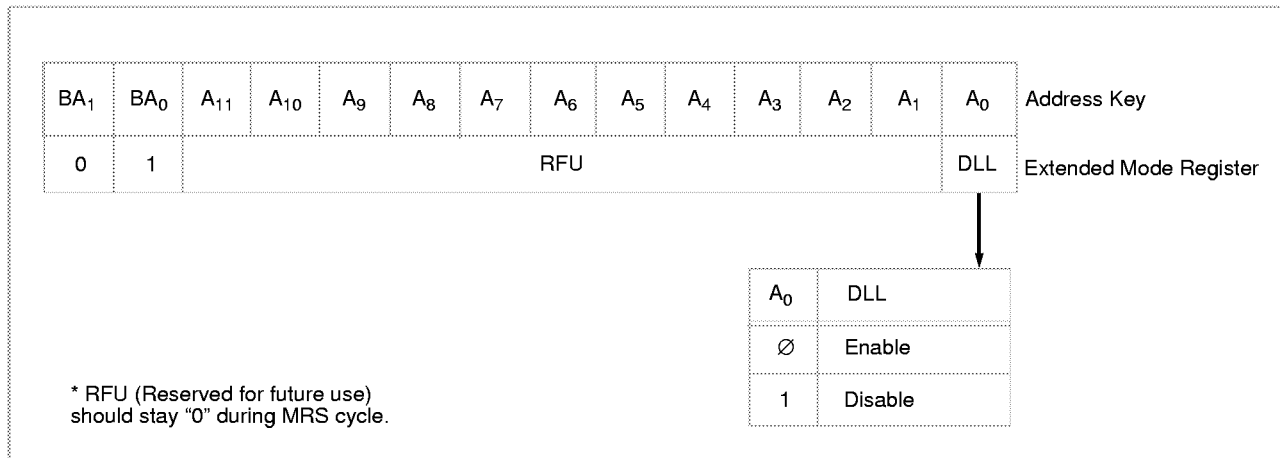 BA1 BA0 A11 A10 A9 A8 A7 A6 A5 A4 A3 A2 A1 A0 Address Key
0 1 RFU DLL Extended Mode Register
A0 DLL
∅ Enable
1 Disable
* RFU (Reserved for future use)
should stay “0” during MRS cycle.